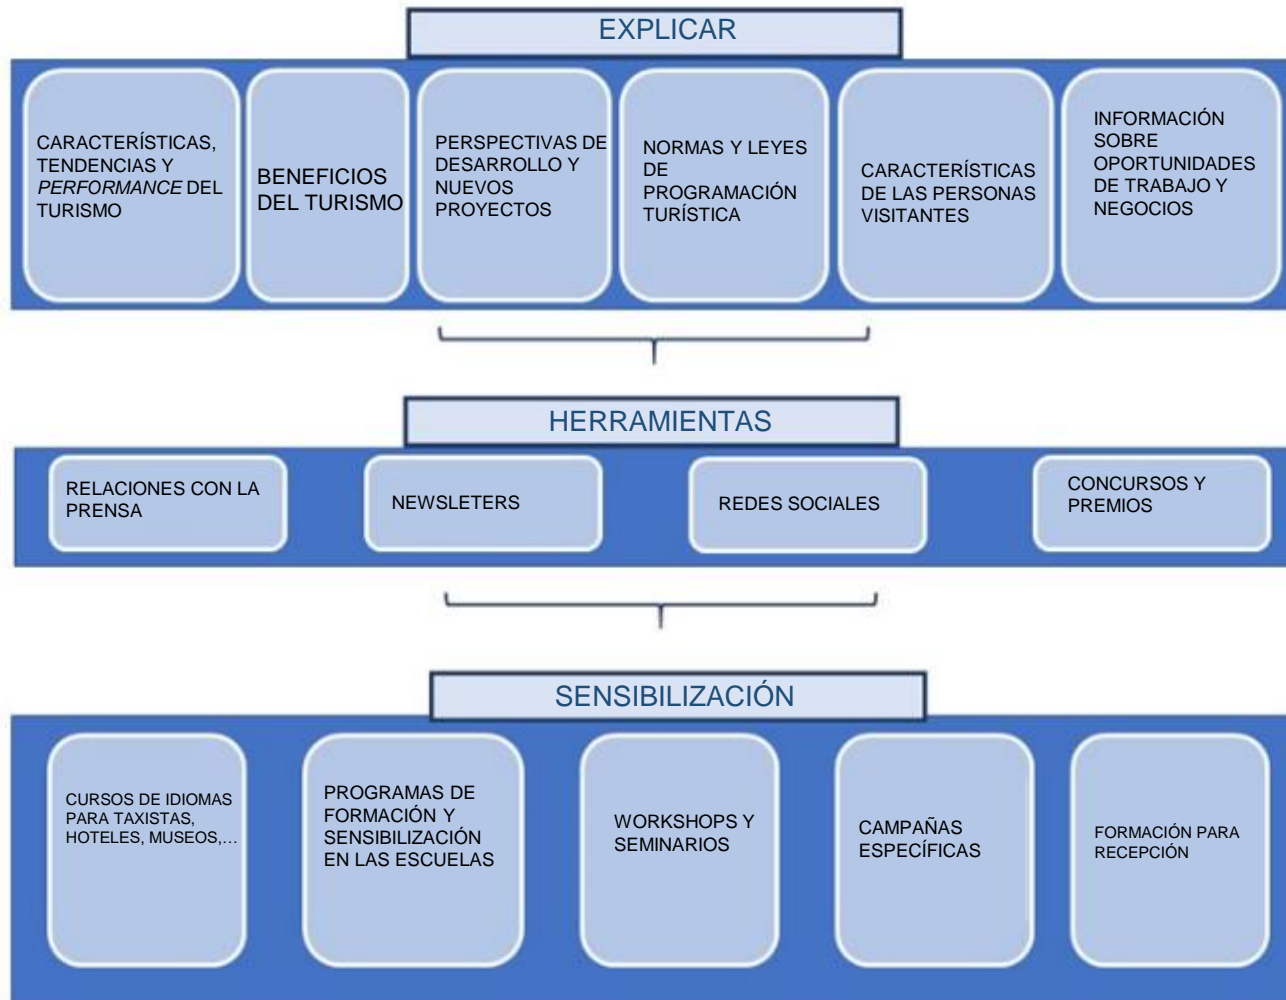 EXPLICAR
CARACTERÍSTICAS,
TENDENCIAS Y
PERFORMANCE DEL
TURISMO
BENEFICIOS
DEL TURISMO
PERSPECTIVAS DE
DESARROLLO Y
NUEVOS
PROYECTOS
NORMAS Y LEYES
DE
PROGRAMACIÓN
TURÍSTICA
CARACTERÍSTICAS
DE LAS PERSONAS
VISITANTES
INFORMACIÓN
SOBRE
OPORTUNIDADES
DE TRABAJO Y
NEGOCIOS
HERRAMIENTAS
RELACIONES CON LA
PRENSA
NEWSLETERS
REDES SOCIALES
CONCURSOS Y
PREMIOS
SENSIBILIZACIÓN
CURSOS DE IDIOMAS
PARA TAXISTAS,
HOTELES, MUSEOS,…
PROGRAMAS DE
FORMACIÓN Y
SENSIBILIZACIÓN
EN LAS ESCUELAS
WORKSHOPS Y
SEMINARIOS
CAMPAÑAS
ESPECÍFICAS
FORMACIÓN PARA
RECEPCIÓN